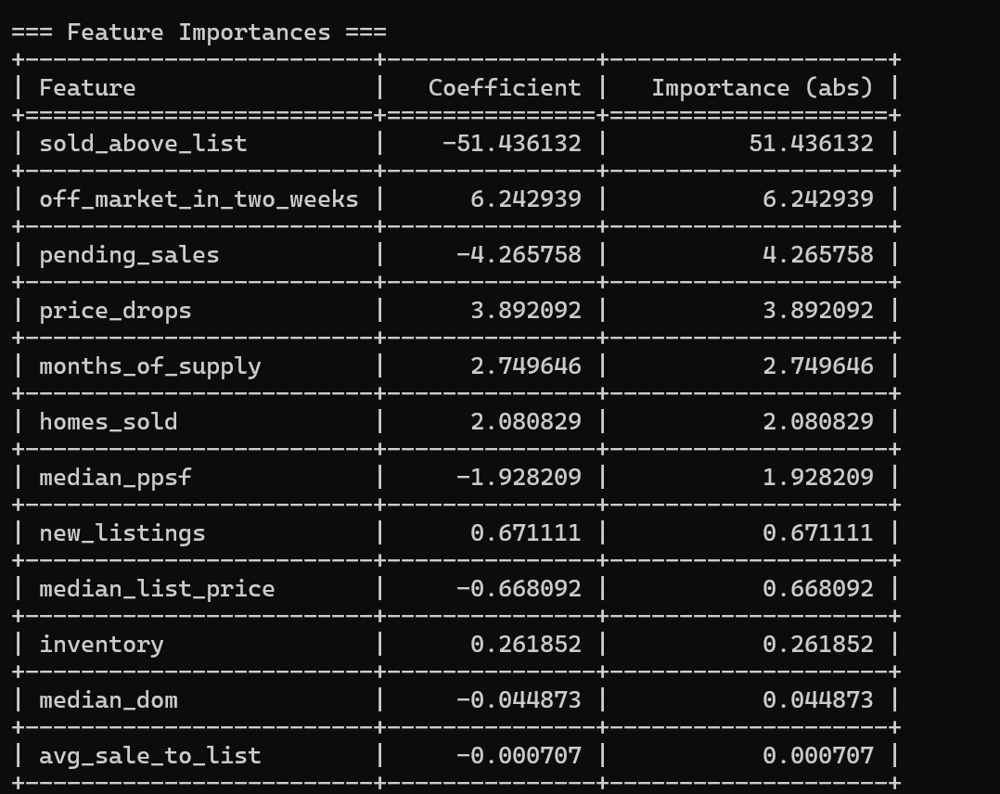 === Feature Importances ===
+-------------------------+---------------+--------------------+
| Feature                 |   Coefficient |   Importance (abs) |
+=========================+===============+====================+
| sold_above_list         |    -51.436132 |          51.436132 |
+-------------------------+---------------+--------------------+
| off_market_in_two_weeks |      6.242939 |           6.242939 |
+-------------------------+---------------+--------------------+
| pending_sales           |     -4.265758 |           4.265758 |
+-------------------------+---------------+--------------------+
| price_drops             |      3.892092 |           3.892092 |
+-------------------------+---------------+--------------------+
| months_of_supply        |      2.749646 |           2.749646 |
+-------------------------+---------------+--------------------+
| homes_sold              |      2.080829 |           2.080829 |
+-------------------------+---------------+--------------------+
| median_ppsf             |     -1.928209 |           1.928209 |
+-------------------------+---------------+--------------------+
| new_listings            |      0.671111 |           0.671111 |
+-------------------------+---------------+--------------------+
| median_list_price       |     -0.668092 |           0.668092 |
+-------------------------+---------------+--------------------+
| inventory               |      0.261852 |           0.261852 |
+-------------------------+---------------+--------------------+
| median_dom              |     -0.044873 |           0.044873 |
+-------------------------+---------------+--------------------+
| avg_sale_to_list        |     -0.000707 |           0.000707 |
+-------------------------+---------------+--------------------+